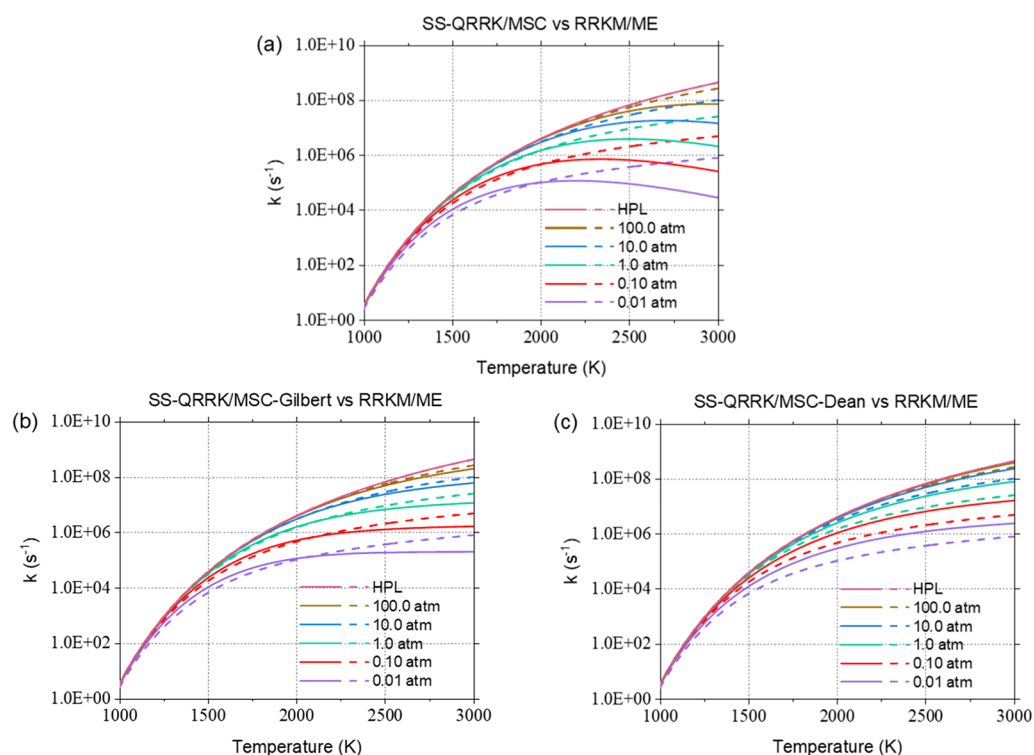 SS-QRRK/MSC vs RRKM/ME
(a)
1.0E+10
1.0E+08
1.0E+06
1.0E+04
1.0E+02
1.0E+00
k (s⁻¹)
HPL
100.0 atm
10.0 atm
1.0 atm
0.10 atm
0.01 atm
1000 1500 2000 2500 3000
Temperature (K)
SS-QRRK/MSC-Gilbert vs RRKM/ME
(b)
1.0E+10
1.0E+08
1.0E+06
1.0E+04
1.0E+02
1.0E+00
k (s⁻¹)
HPL
100.0 atm
10.0 atm
1.0 atm
0.10 atm
0.01 atm
1000 1500 2000 2500 3000
Temperature (K)
SS-QRRK/MSC-Dean vs RRKM/ME
(c)
1.0E+10
1.0E+08
1.0E+06
1.0E+04
1.0E+02
1.0E+00
k (s⁻¹)
HPL
100.0 atm
10.0 atm
1.0 atm
0.10 atm
0.01 atm
1000 1500 2000 2500 3000
Temperature (K)